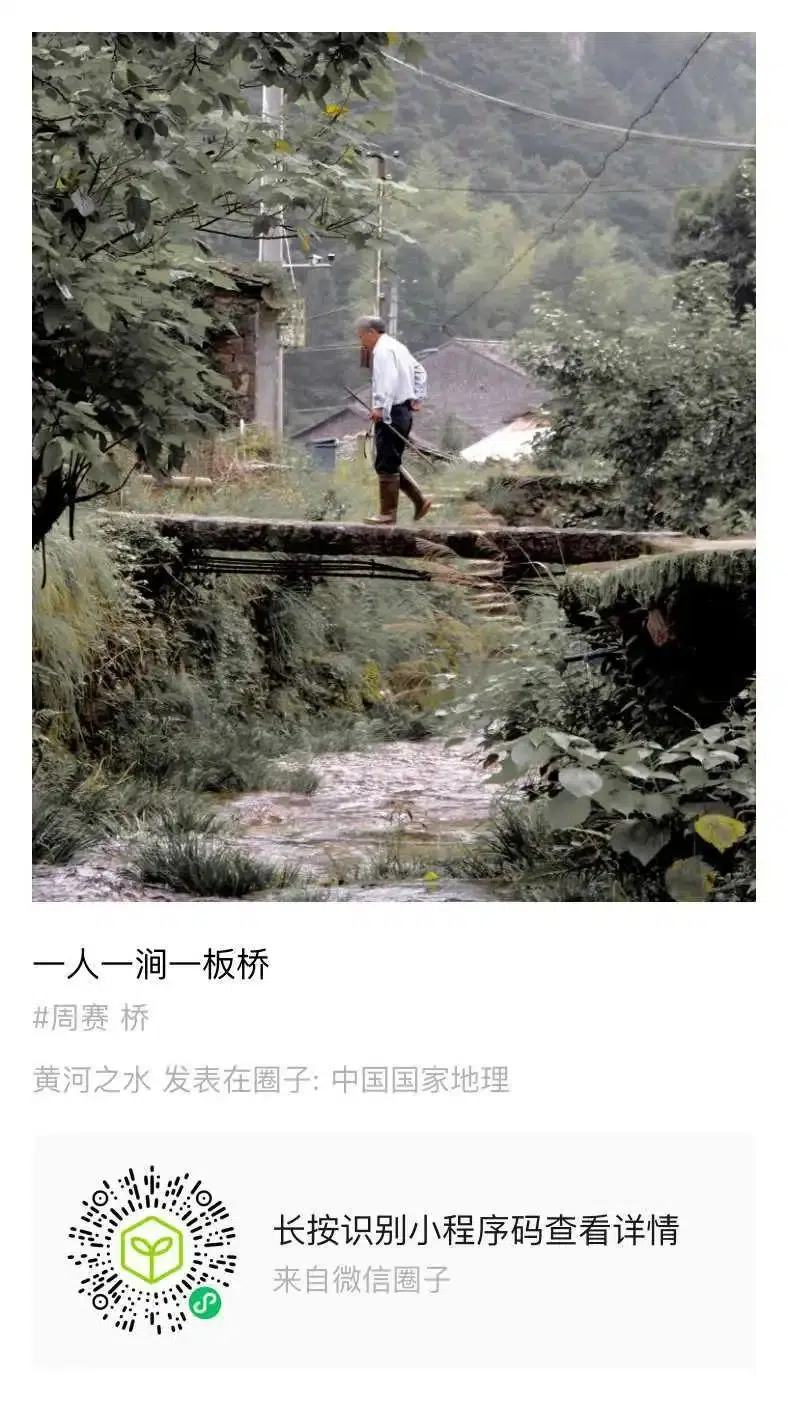 一人一涧一板桥
#周赛 桥
黄河之水 发表在圈子: 中国国家地理
长按识别小程序码查看详情
来自微信圈子